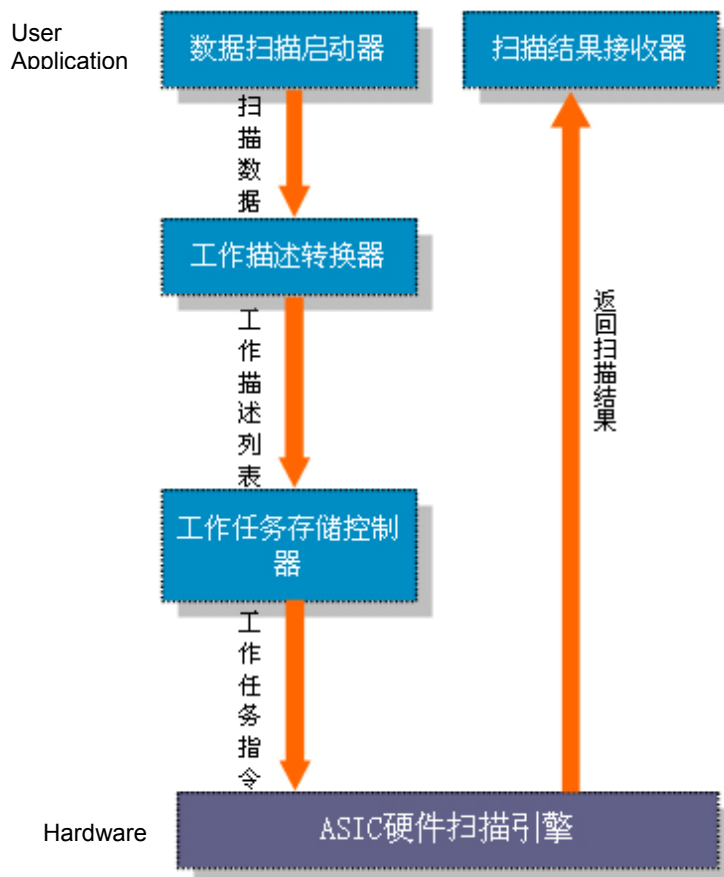 User
Application
数据扫描启动器
扫描结果接收器
扫描数据
工作描述转换器
工作描述列表
返回扫描结果
工作任务存储控制
器
工作任务指令
Hardware
ASIC硬件扫描引擎